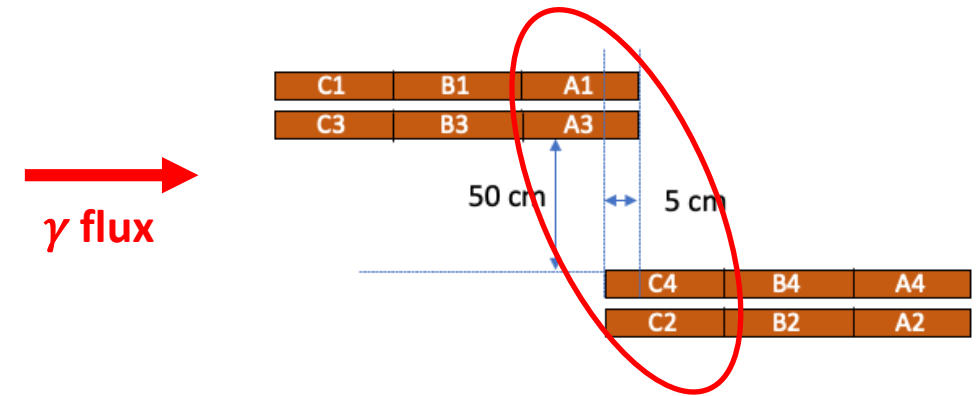 C1 B1 A1
C3 B3 A3
50 cm
5 cm
γ flux
C4 B4 A4
C2 B2 A2